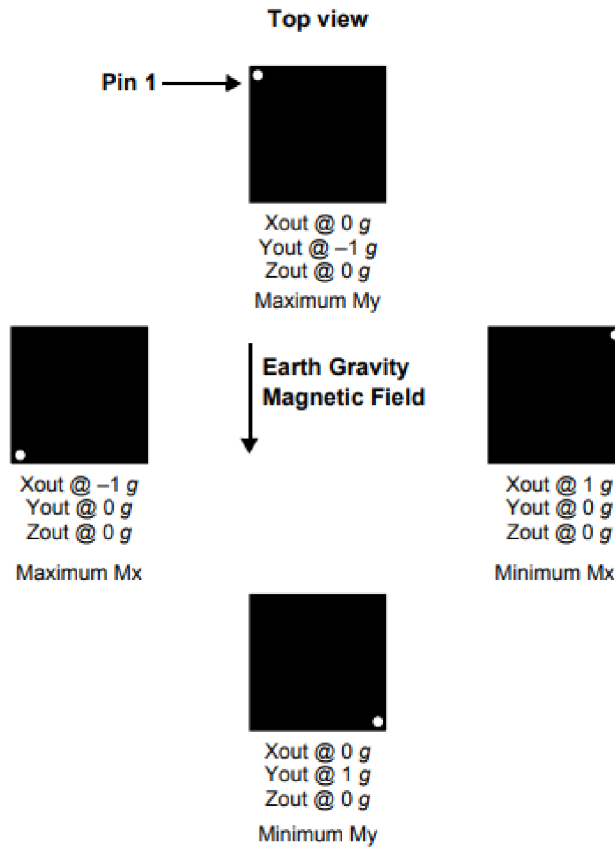 Top view
Pin 1
Xout @ 0 g
Yout @ –1 g
Zout @ 0 g
Maximum My
Earth Gravity
Magnetic Field
Xout @ –1 g
Yout @ 0 g
Zout @ 0 g
Maximum Mx
Xout @ 1 g
Yout @ 0 g
Zout @ 0 g
Minimum Mx
Xout @ 0 g
Yout @ 1 g
Zout @ 0 g
Minimum My